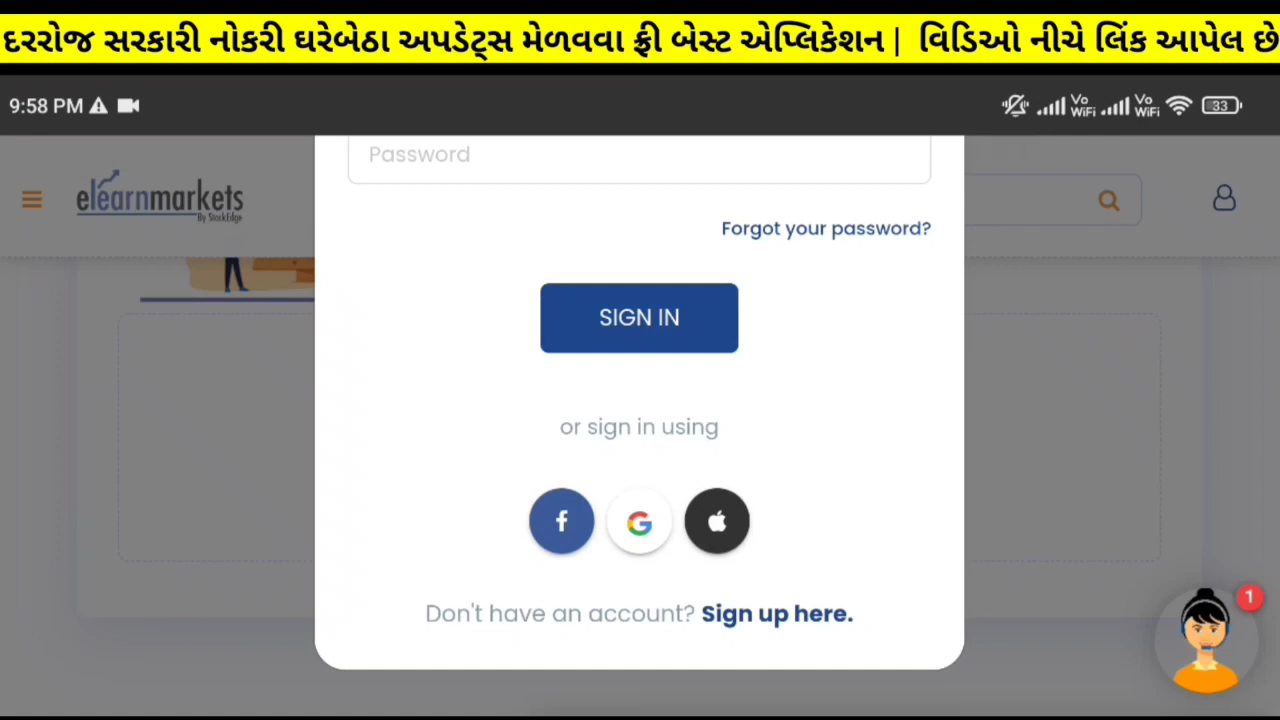 દરરોજ સરકારી નોકરી ઘરેબેઠા અપડેટ્સ મેળવવા ફ્રી બેસ્ટ એપ્લિકેશન | વિડિઓ નીચે લિંક આપેલ છે
9:58 PM Vo WiFi Vo WiFi 33
Password
elearnmarkets
By StockEdge
Forgot your password?
SIGN IN
or sign in using
Don't have an account? Sign up here.
1